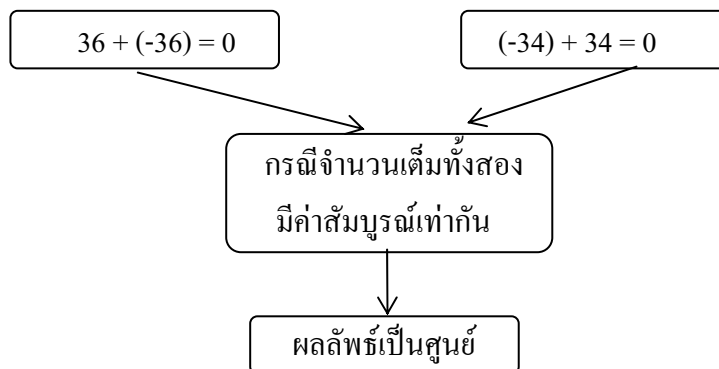 36 + (-36) = 0
(-34) + 34 = 0
กรณีจำนวนเต็มทั้งสอง
มีค่าสัมบูรณ์เท่ากัน
ผลลัพธ์เป็นศูนย์